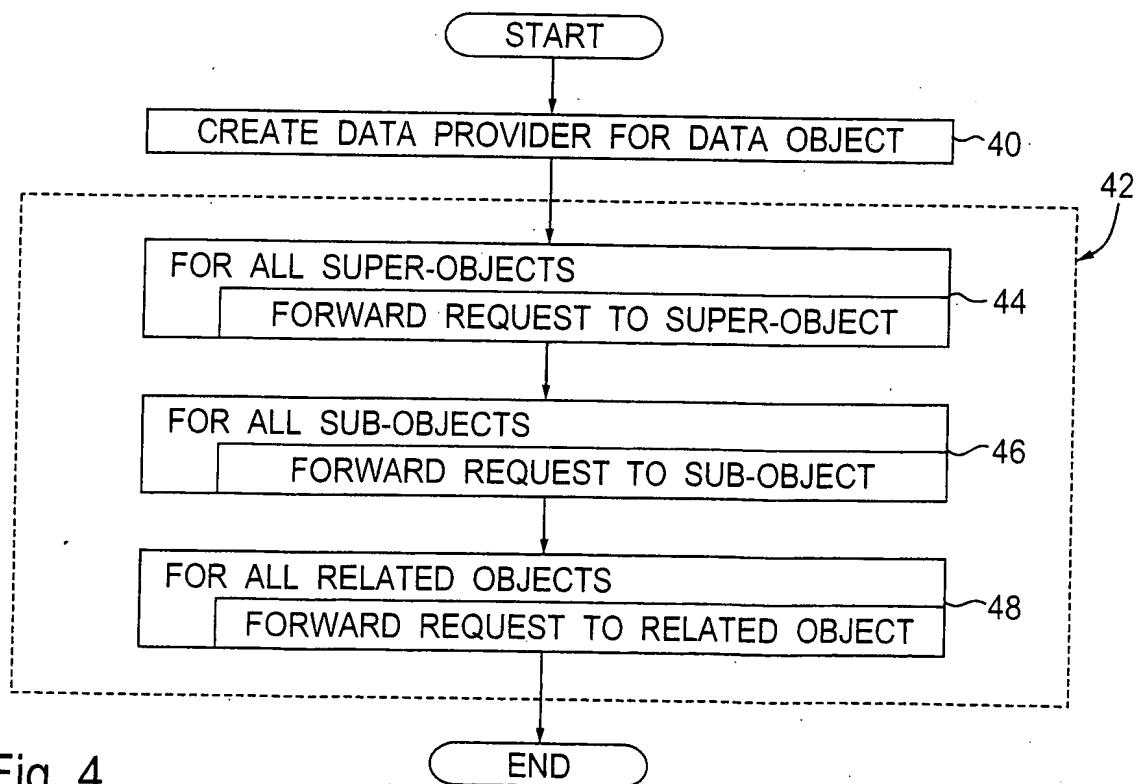 START
CREATE DATA PROVIDER FOR DATA OBJECT
40
42
FOR ALL SUPER-OBJECTS
44
FORWARD REQUEST TO SUPER-OBJECT
FOR ALL SUB-OBJECTS
46
FORWARD REQUEST TO SUB-OBJECT
FOR ALL RELATED OBJECTS
48
FORWARD REQUEST TO RELATED OBJECT
END
Fig. 4